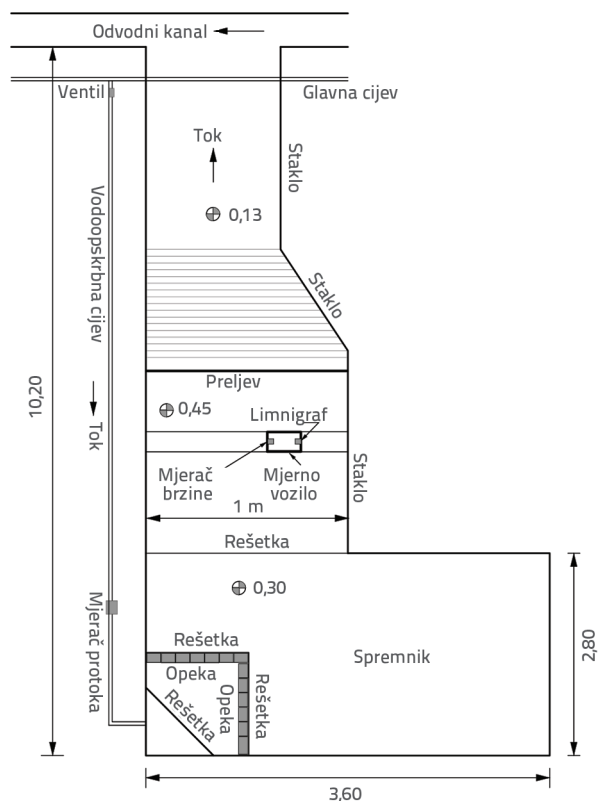 Odvodni kanal
Ventil
Glavna cijev
Tok
Staklo
0,13
Vodoopskrbna cijev
Staklo
Preljev
10,20
0,45
Limnigraf
Tok
Mjerač
brzine
Mjerno
vozilo
Staklo
1 m
Rešetka
0,30
Mjerač protoka
Rešetka
Opeka
Rešetka
Opeka
Rešetka
Spremnik
2,80
3,60